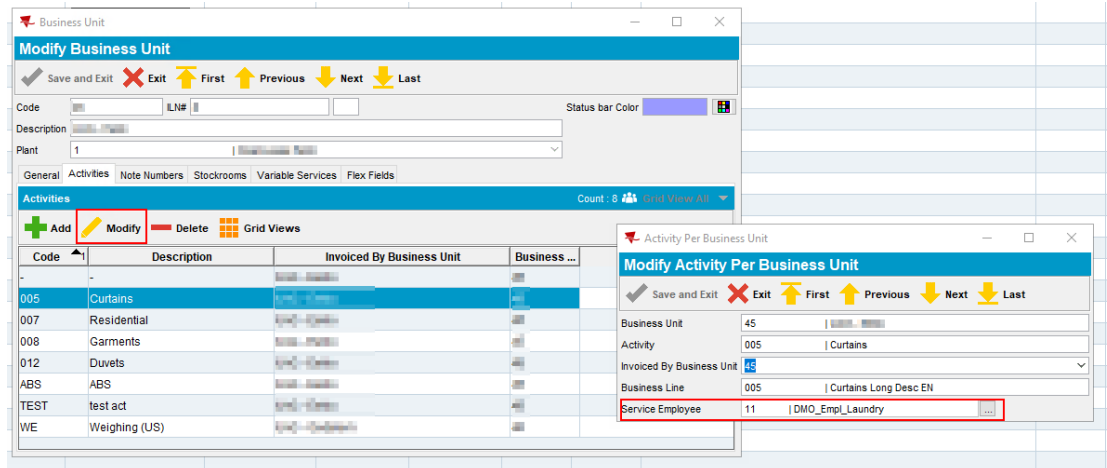 Business Unit
Modify Business Unit
Save and Exit Exit First Previous Next Last
Code ILN# Status bar Color
Description
Plant 1 |
General Activities Note Numbers Stockrooms Variable Services Flex Fields
Activities Count : 8 Grid View All
Add Modify Delete Grid Views
Code 1 Description Invoiced By Business Unit Business ...
- -
005 Curtains
007 Residential
008 Garments
012 Duvets
ABS ABS
TEST test act
WE Weighing (US)
Activity Per Business Unit
Modify Activity Per Business Unit
Save and Exit Exit First Previous Next Last
Business Unit 45 |
Activity 005 | Curtains
Invoiced By Business Unit 45
Business Line 005 | Curtains Long Desc EN
Service Employee 11 | DMO_Empl_Laundry ...